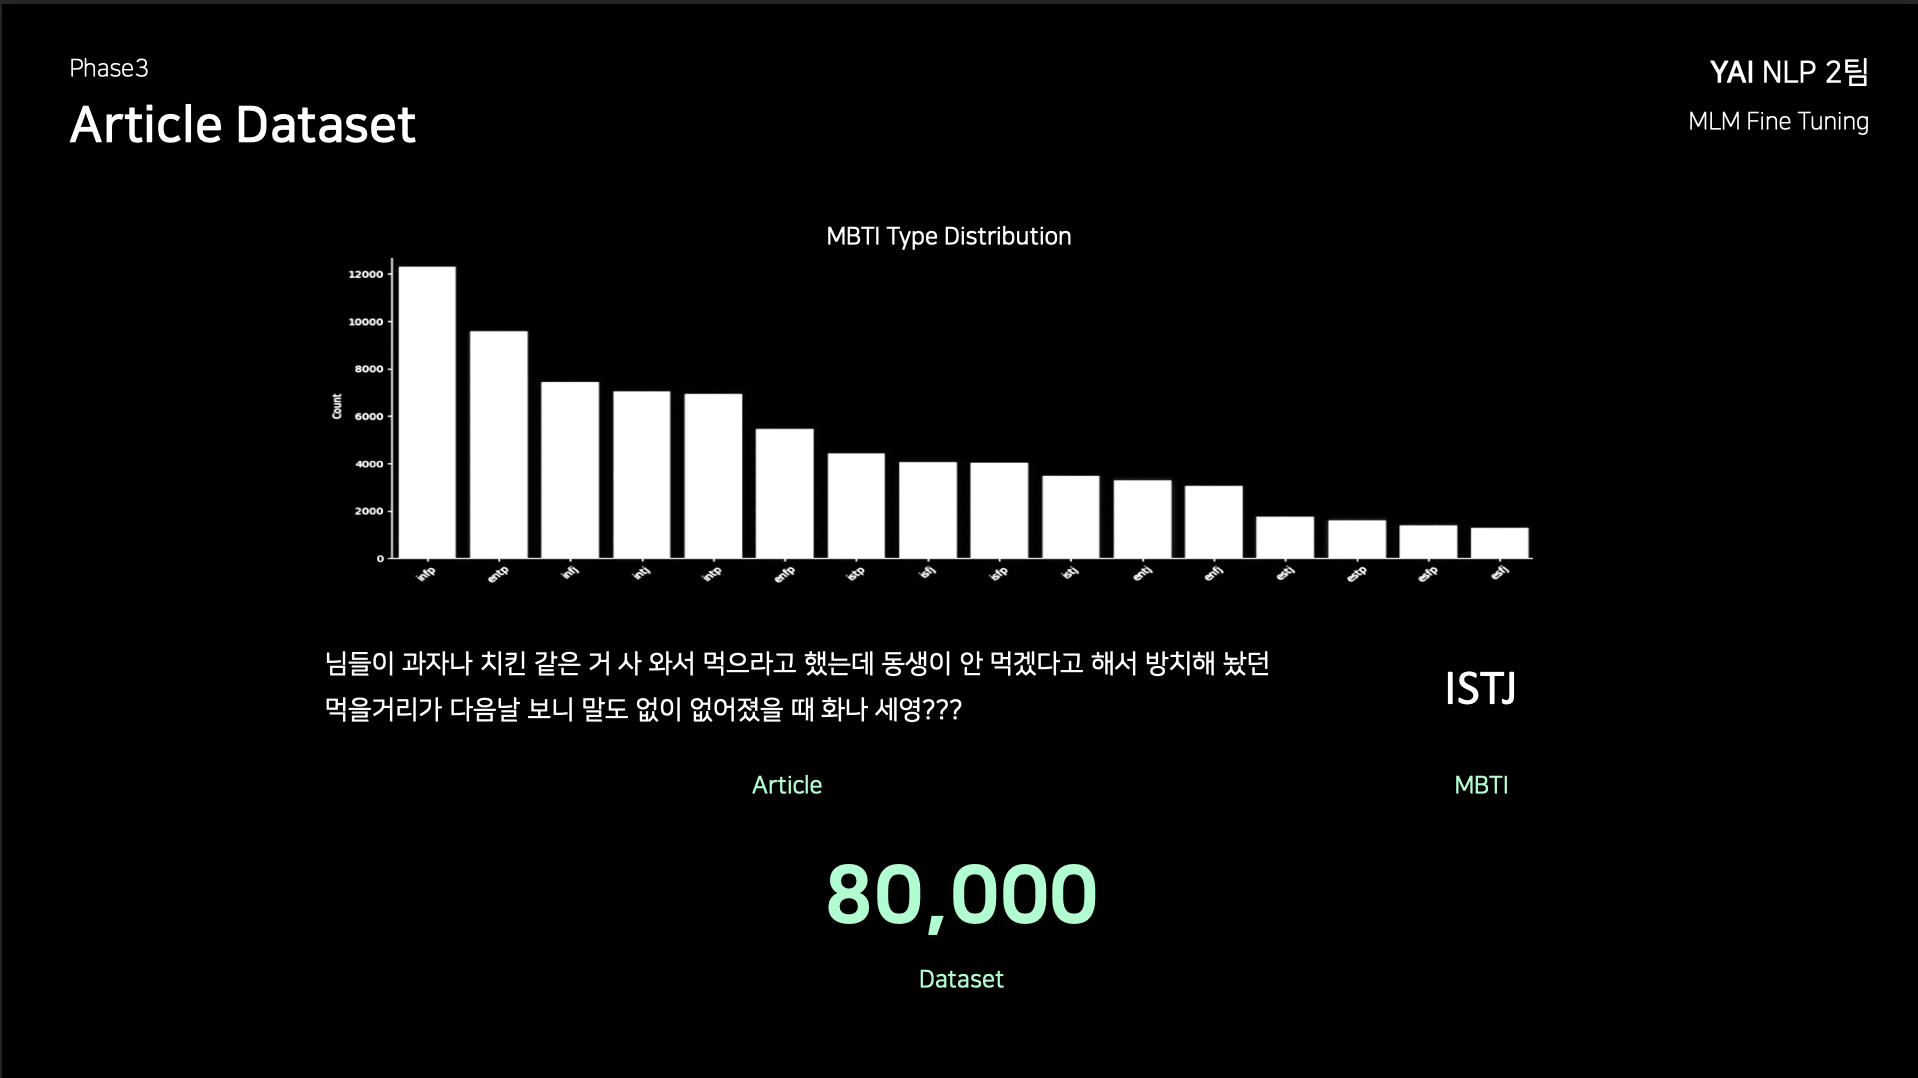 Phase3
Article Dataset
YAI NLP 2팀
MLM Fine Tuning
MBTI Type Distribution
12000
10000
8000
6000
4000
2000
0
Count
infp entp infj intj intp enfp istp isfj isfp istj entj enfj estj estp esfp esfj
님들이 과자나 치킨 같은 거 사 와서 먹으라고 했는데 동생이 안 먹겠다고 해서 방치해 놨던
먹을거리가 다음날 보니 말도 없이 없어졌을 때 화나 세영???
ISTJ
Article
MBTI
80,000
Dataset